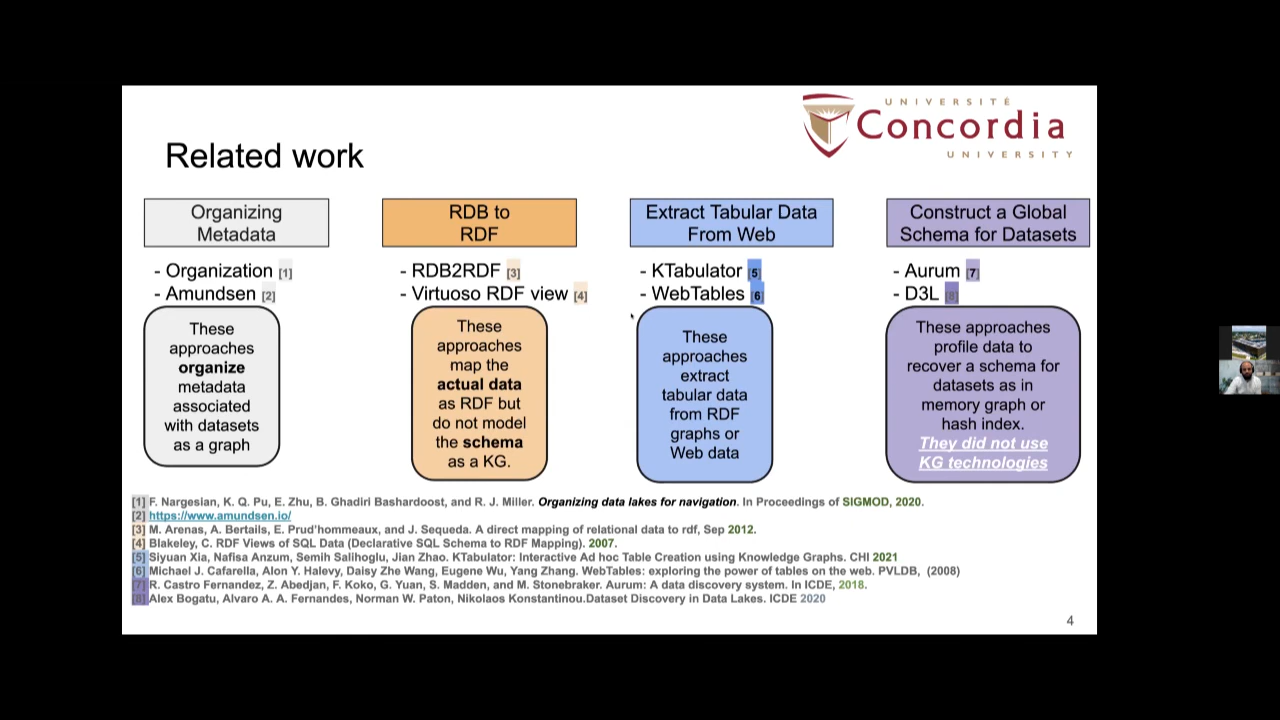 UNIVERSITÉ
Concordia
UNIVERSITY
Related work
Organizing
Metadata
- Organization [1]
- Amundsen [2]
These
approaches
organize
metadata
associated
with datasets
as a graph
RDB to
RDF
- RDB2RDF [3]
- Virtuoso RDF view [4]
These
approaches
map the
actual data
as RDF but
do not model
the schema
as a KG.
Extract Tabular Data
From Web
- KTabulator [5]
- WebTables [6]
These
approaches
extract
tabular data
from RDF
graphs or
Web data
Construct a Global
Schema for Datasets
- Aurum [7]
- D3L [8]
These approaches
profile data to
recover a schema for
datasets as in
memory graph or
hash index.
They did not use
KG technologies
[1] F. Nargesian, K. Q. Pu, E. Zhu, B. Ghadiri Bashardoost, and R. J. Miller. Organizing data lakes for navigation. In Proceedings of SIGMOD, 2020.
[2] https://www.amundsen.io/
[3] M. Arenas, A. Bertails, E. Prud'hommeaux, and J. Sequeda. A direct mapping of relational data to rdf, Sep 2012.
[4] Blakeley, C. RDF Views of SQL Data (Declarative SQL Schema to RDF Mapping). 2007.
[5] Siyuan Xia, Nafisa Anzum, Semih Salihoglu, Jian Zhao. KTabulator: Interactive Ad hoc Table Creation using Knowledge Graphs. CHI 2021
[6] Michael J. Cafarella, Alon Y. Halevy, Daisy Zhe Wang, Eugene Wu, Yang Zhang. WebTables: exploring the power of tables on the web. PVLDB, (2008)
[7] R. Castro Fernandez, Z. Abedjan, F. Koko, G. Yuan, S. Madden, and M. Stonebraker. Aurum: A data discovery system. In ICDE, 2018.
[8] Alex Bogatu, Alvaro A. A. Fernandes, Norman W. Paton, Nikolaos Konstantinou.Dataset Discovery in Data Lakes. ICDE 2020
4